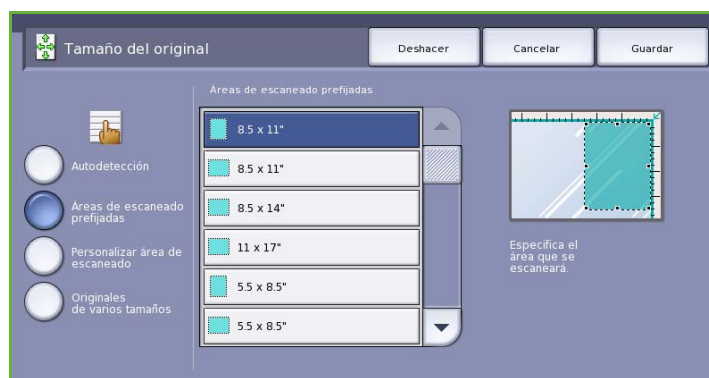 Tamaño del original
Deshacer
Cancelar
Guardar
Áreas de escaneado prefijadas
Autodetección
Áreas de escaneado
prefijadas
Personalizar área de
escaneado
Originales
de varios tamaños
8.5 x 11"
8.5 x 11"
8.5 x 14"
11 x 17"
5.5 x 8.5"
5.5 x 8.5"
Especifica el
área que se
escaneará.